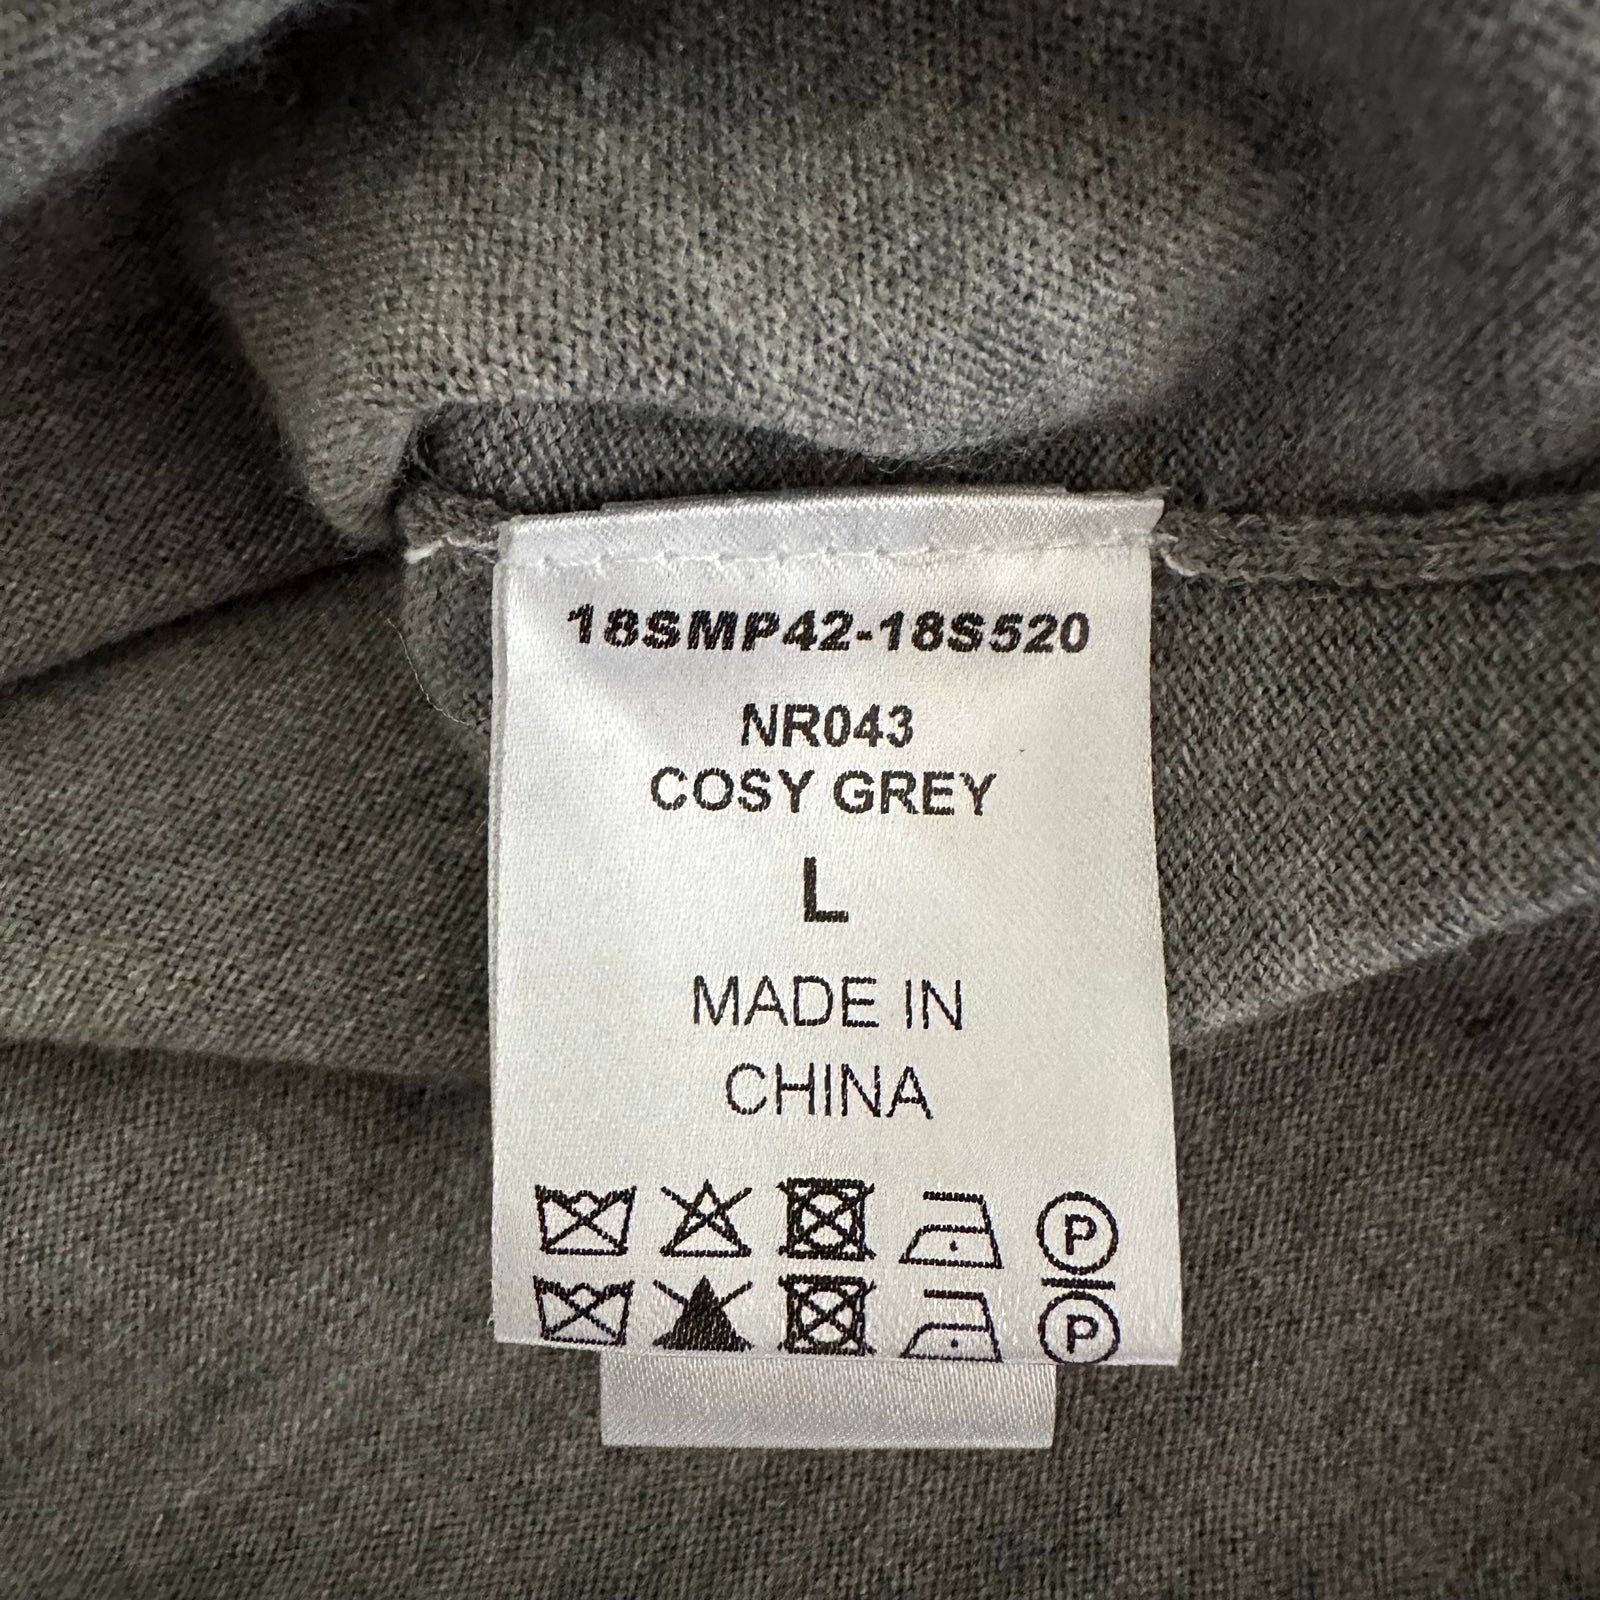 18SMP42-18S520
NR043
COSY GREY
L
MADE IN
CHINA
P
P